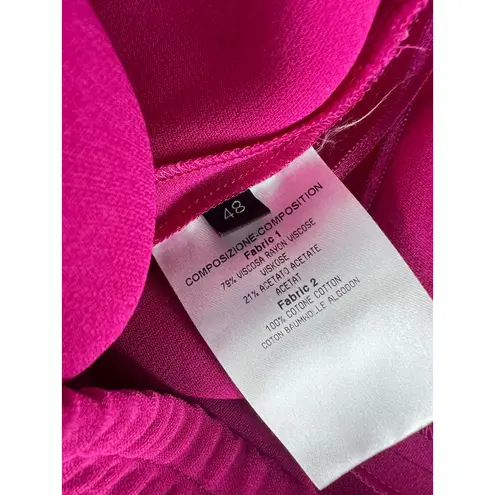 48
COMPOSIZIONE-COMPOSITION
Fabric 1
79% VISCOSA RAYON VISCOSE
VISKOSE
21% ACETATO ACETATE
ACETAT
Fabric 2
100% COTONE COTTON
COTON BAUMWOLLE ALGODON